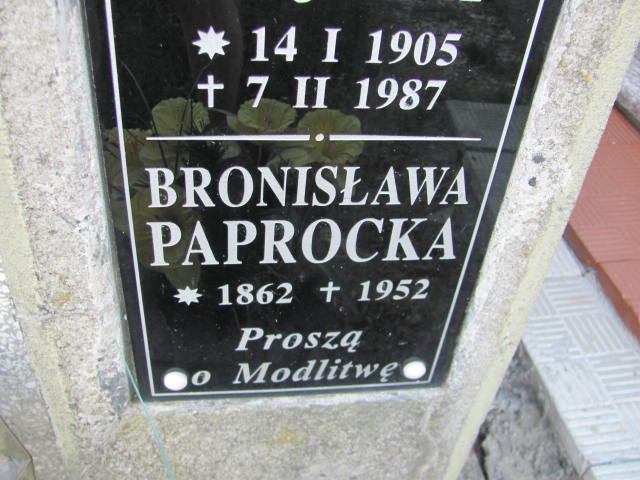 * 14 I 1905
† 7 II 1987
BRONISŁAWA
PAPROCKA
* 1862 † 1952
Proszą
o Modlitwę